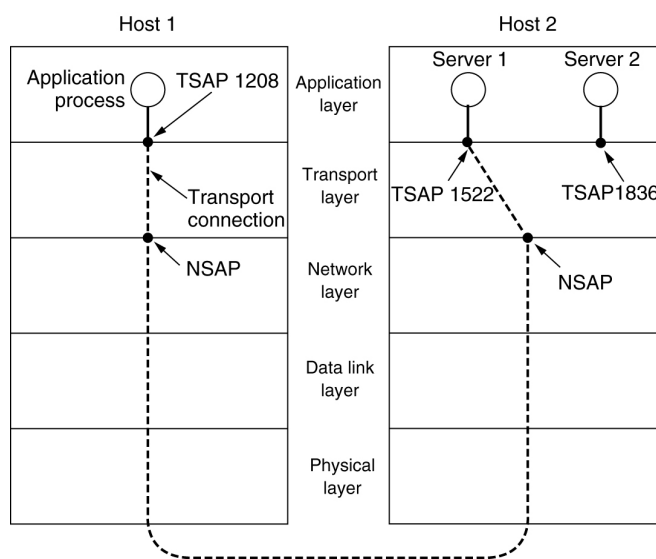 Host 1
Host 2
Application
process
TSAP 1208
Application
layer
Server 1
Server 2
Transport
connection
Transport
layer
TSAP 1522
TSAP1836
NSAP
Network
layer
NSAP
Data link
layer
Physical
layer